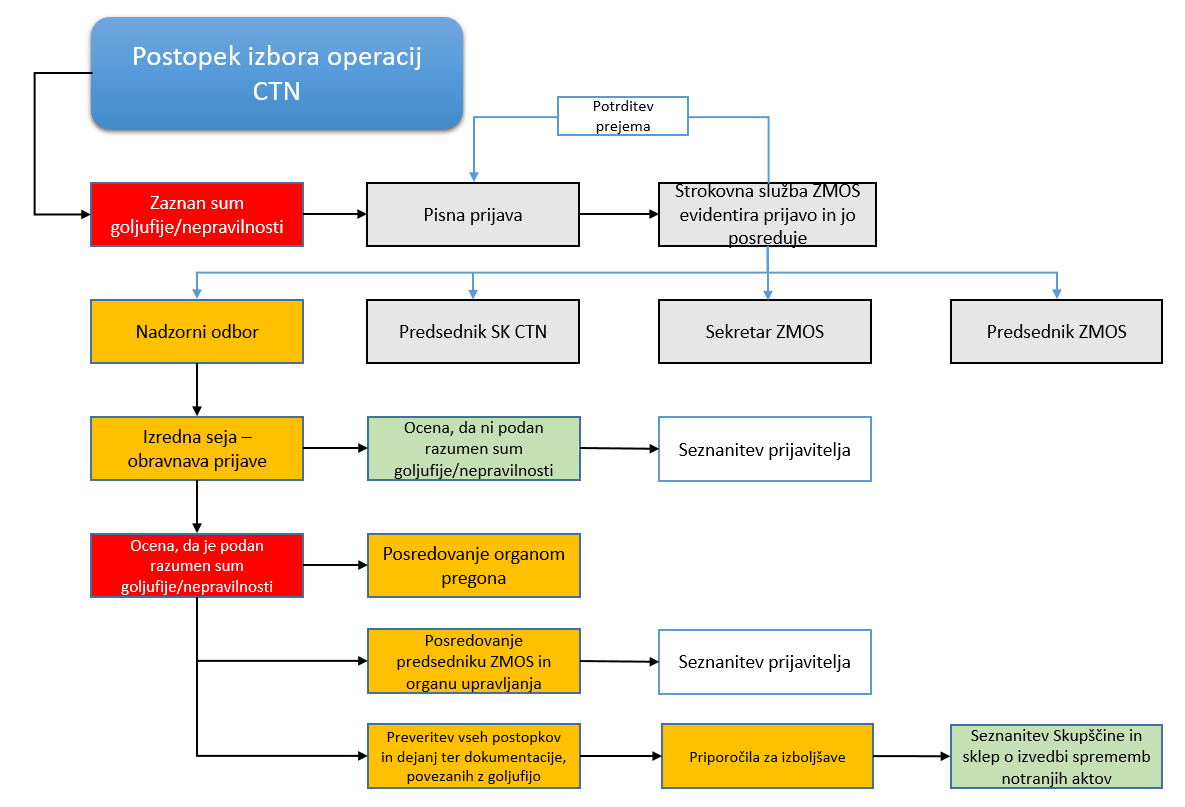 Postopek izbora operacij
CTN
Potrditev
prejema
Zaznan sum
goljufije/nepravilnosti
Pisna prijava
Strokovna služba ZMOS
evidentira prijavo in jo
posreduje
Nadzorni odbor
Predsednik SK CTN
Sekretar ZMOS
Predsednik ZMOS
Izredna seja –
obravnava prijave
Ocena, da ni podan
razumen sum
goljufije/nepravilnosti
Seznanitev prijavitelja
Ocena, da je podan
razumen sum
goljufije/nepravilnosti
Posredovanje organom
pregona
Posredovanje
predsedniku ZMOS in
organu upravljanja
Seznanitev prijavitelja
Preveritev vseh postopkov
in dejanj ter dokumentacije,
povezanih z goljufijo
Priporočila za izboljšave
Seznanitev Skupščine in
sklep o izvedbi sprememb
notranjih aktov